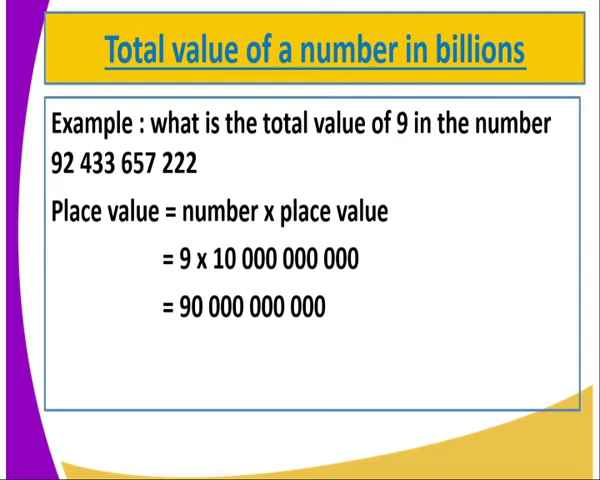 Total value of a number in billions
Example : what is the total value of 9 in the number
92 433 657 222
Place value = number x place value
= 9 x 10 000 000 000
= 90 000 000 000